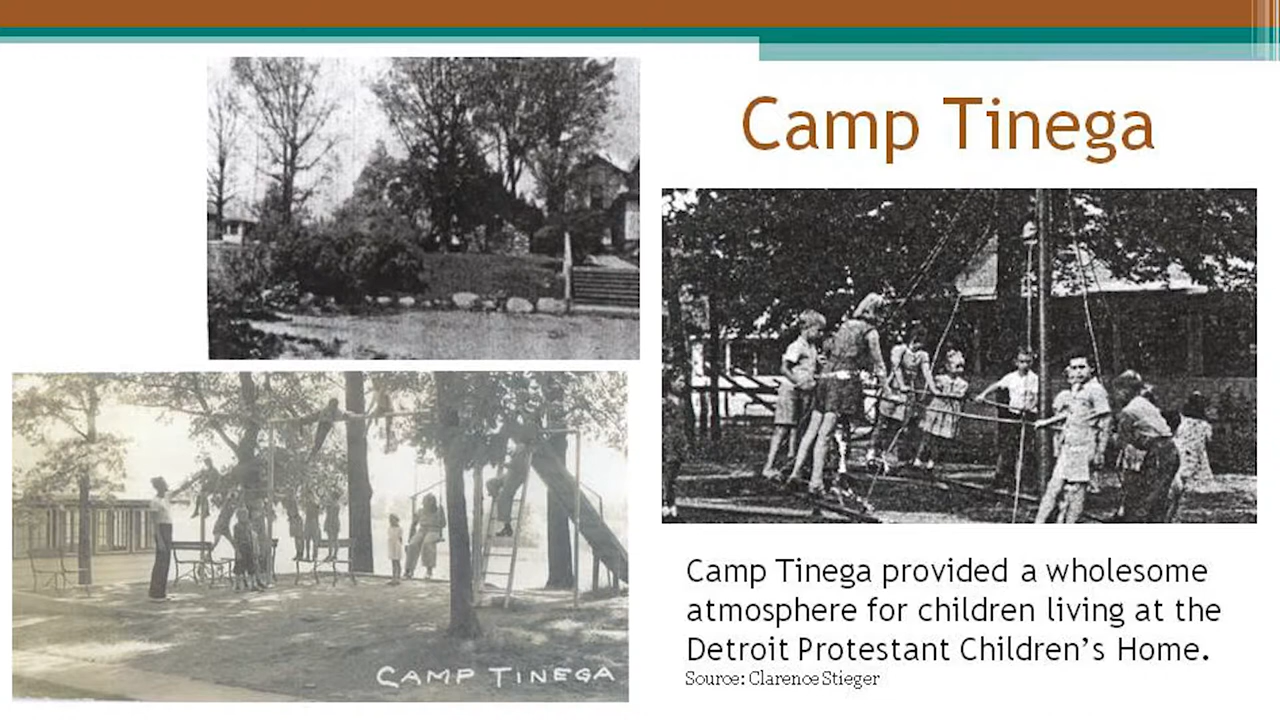 Camp Tinega
CAMP TINEGA
Camp Tinega provided a wholesome
atmosphere for children living at the
Detroit Protestant Children's Home.
Source: Clarence Stieger